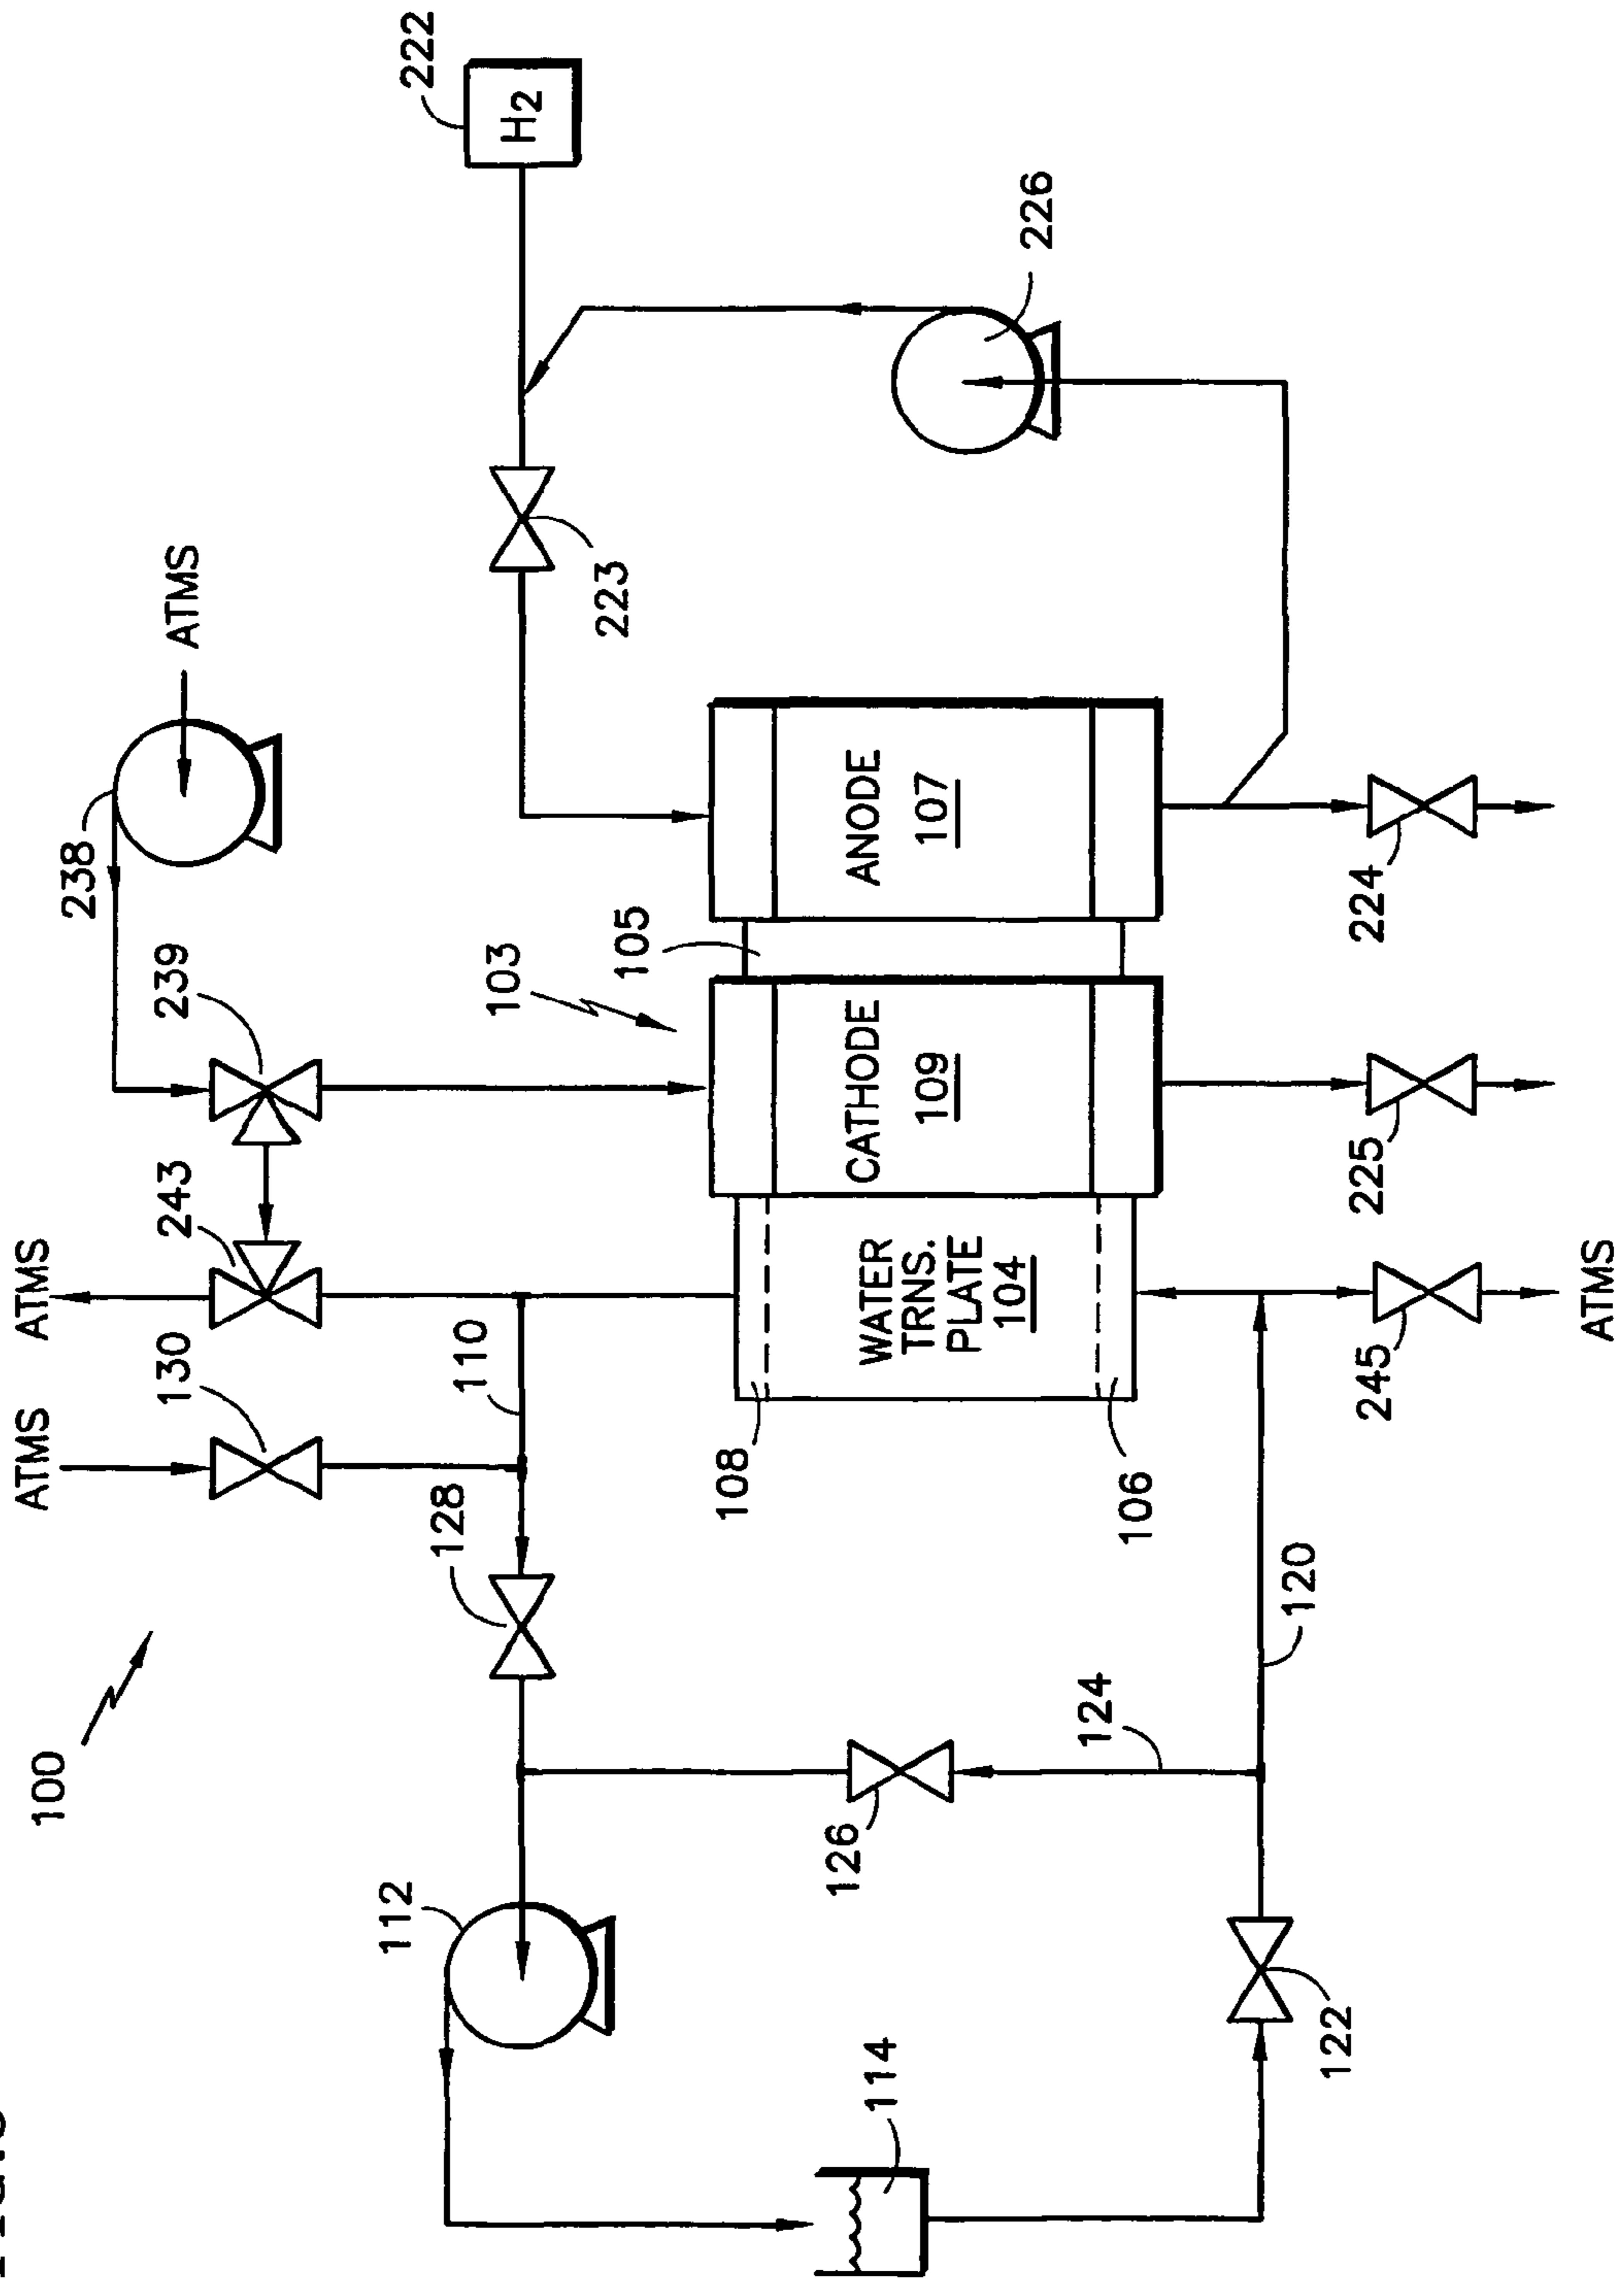 222
H2
226
ATMS
223
238
ANODE
107
224
105
103
239
CATHODE
109
225
243
ATMS
130
ATMS
110
WATER
TRNS.
PLATE
104
245
ATMS
108
106
128
100
120
124
126
112
122
114